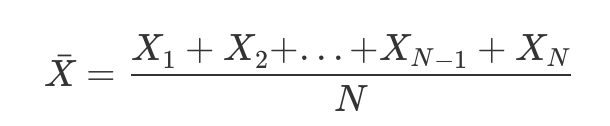 X̄ = (X₁ + X₂+...+X_{N−1} + X_N) / N